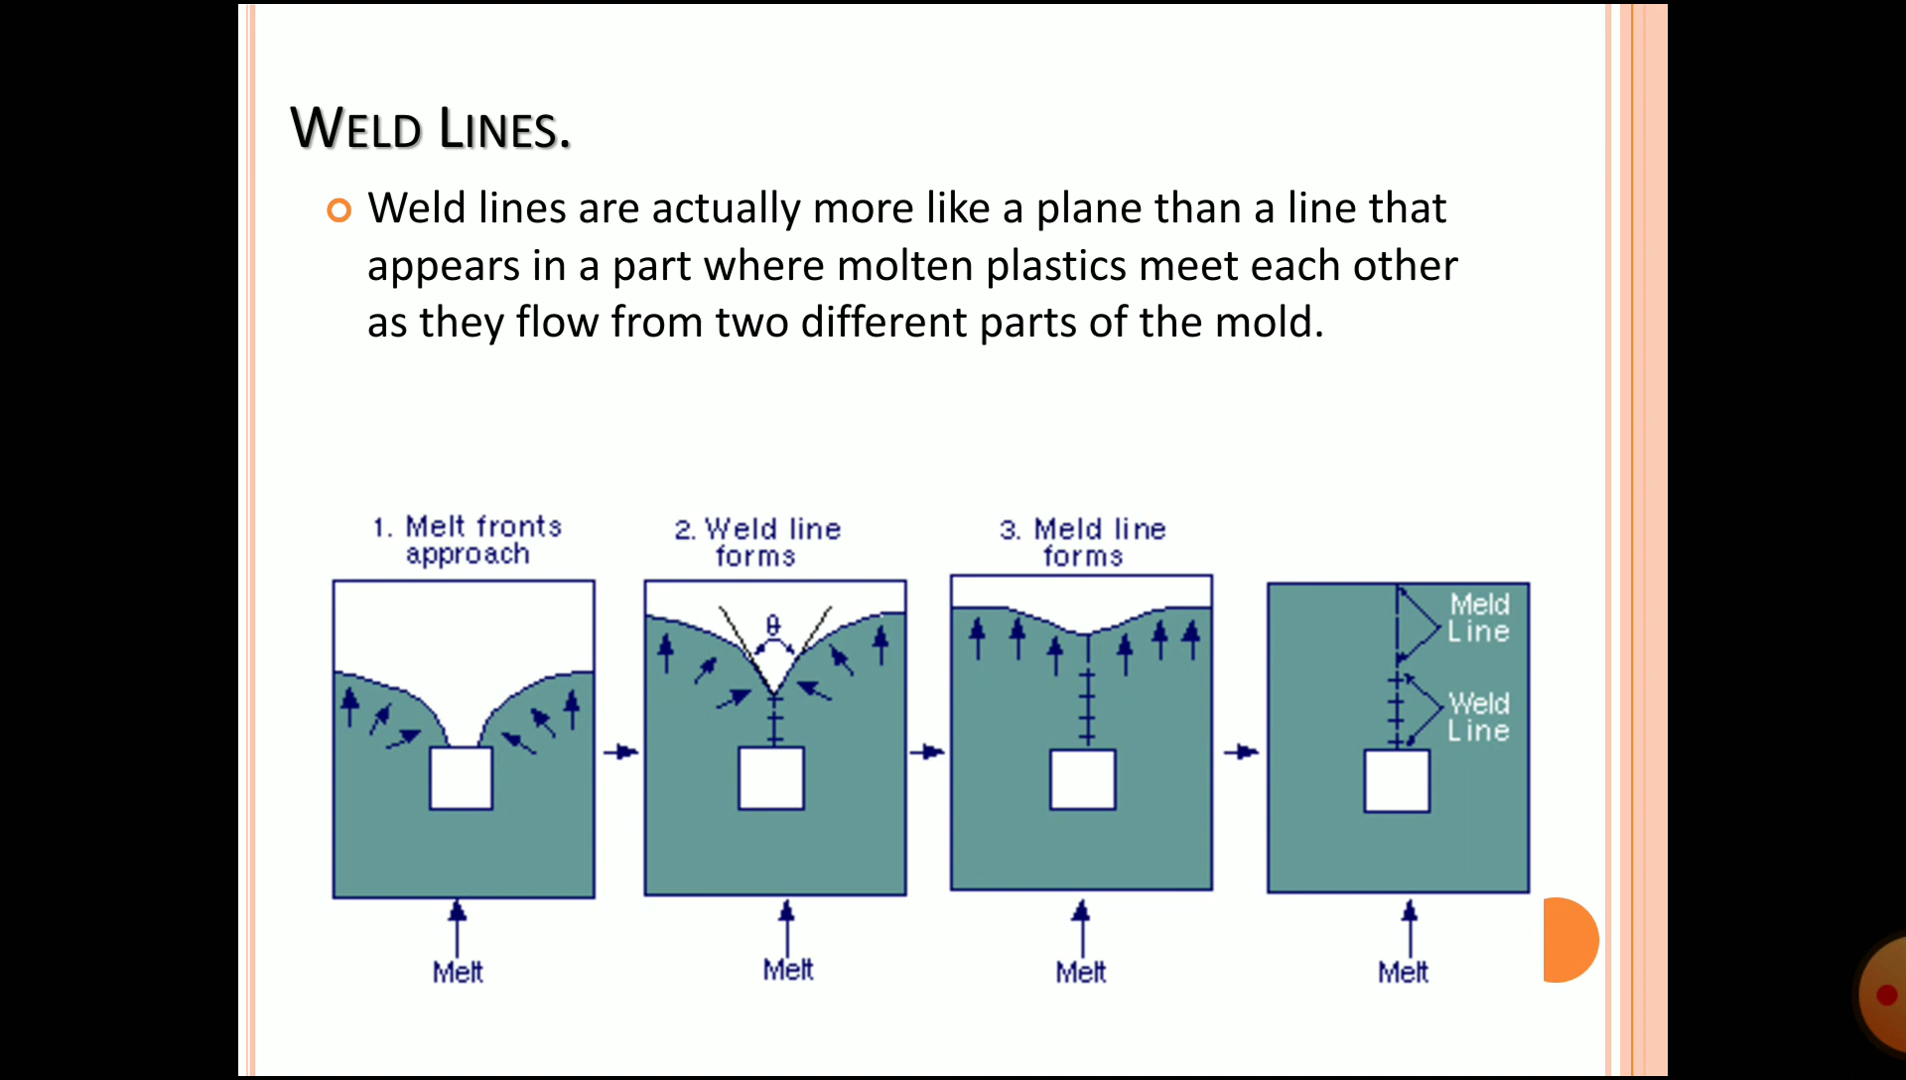 WELD LINES.
Weld lines are actually more like a plane than a line that
appears in a part where molten plastics meet each other
as they flow from two different parts of the mold.
1. Melt fronts
approach
2. Weld line
forms
3. Meld line
forms
θ
Meld
Line
Weld
Line
Melt
Melt
Melt
Melt